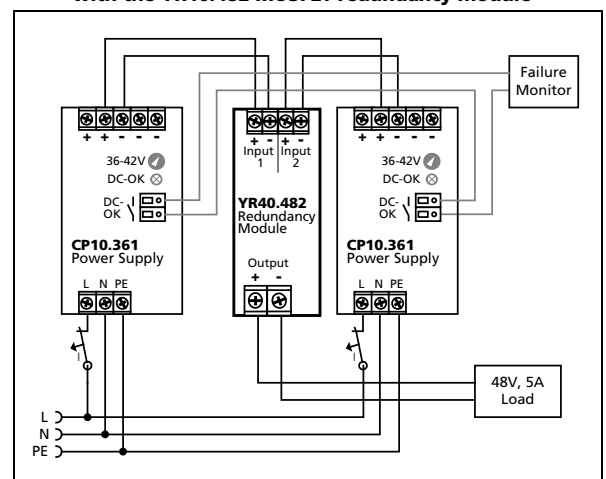 with the YR40.482 MOSFET redundancy module
Failure
Monitor
+ + - - -
+ - + -
Input Input
1 2
+ + - - -
36-42V
DC-OK
DC-
OK
CP10.361
Power Supply
L N PE
YR40.482
Redundancy
Module
Output
+ -
36-42V
DC-OK
DC-
OK
CP10.361
Power Supply
L N PE
I
I
48V, 5A
Load
L
N
PE